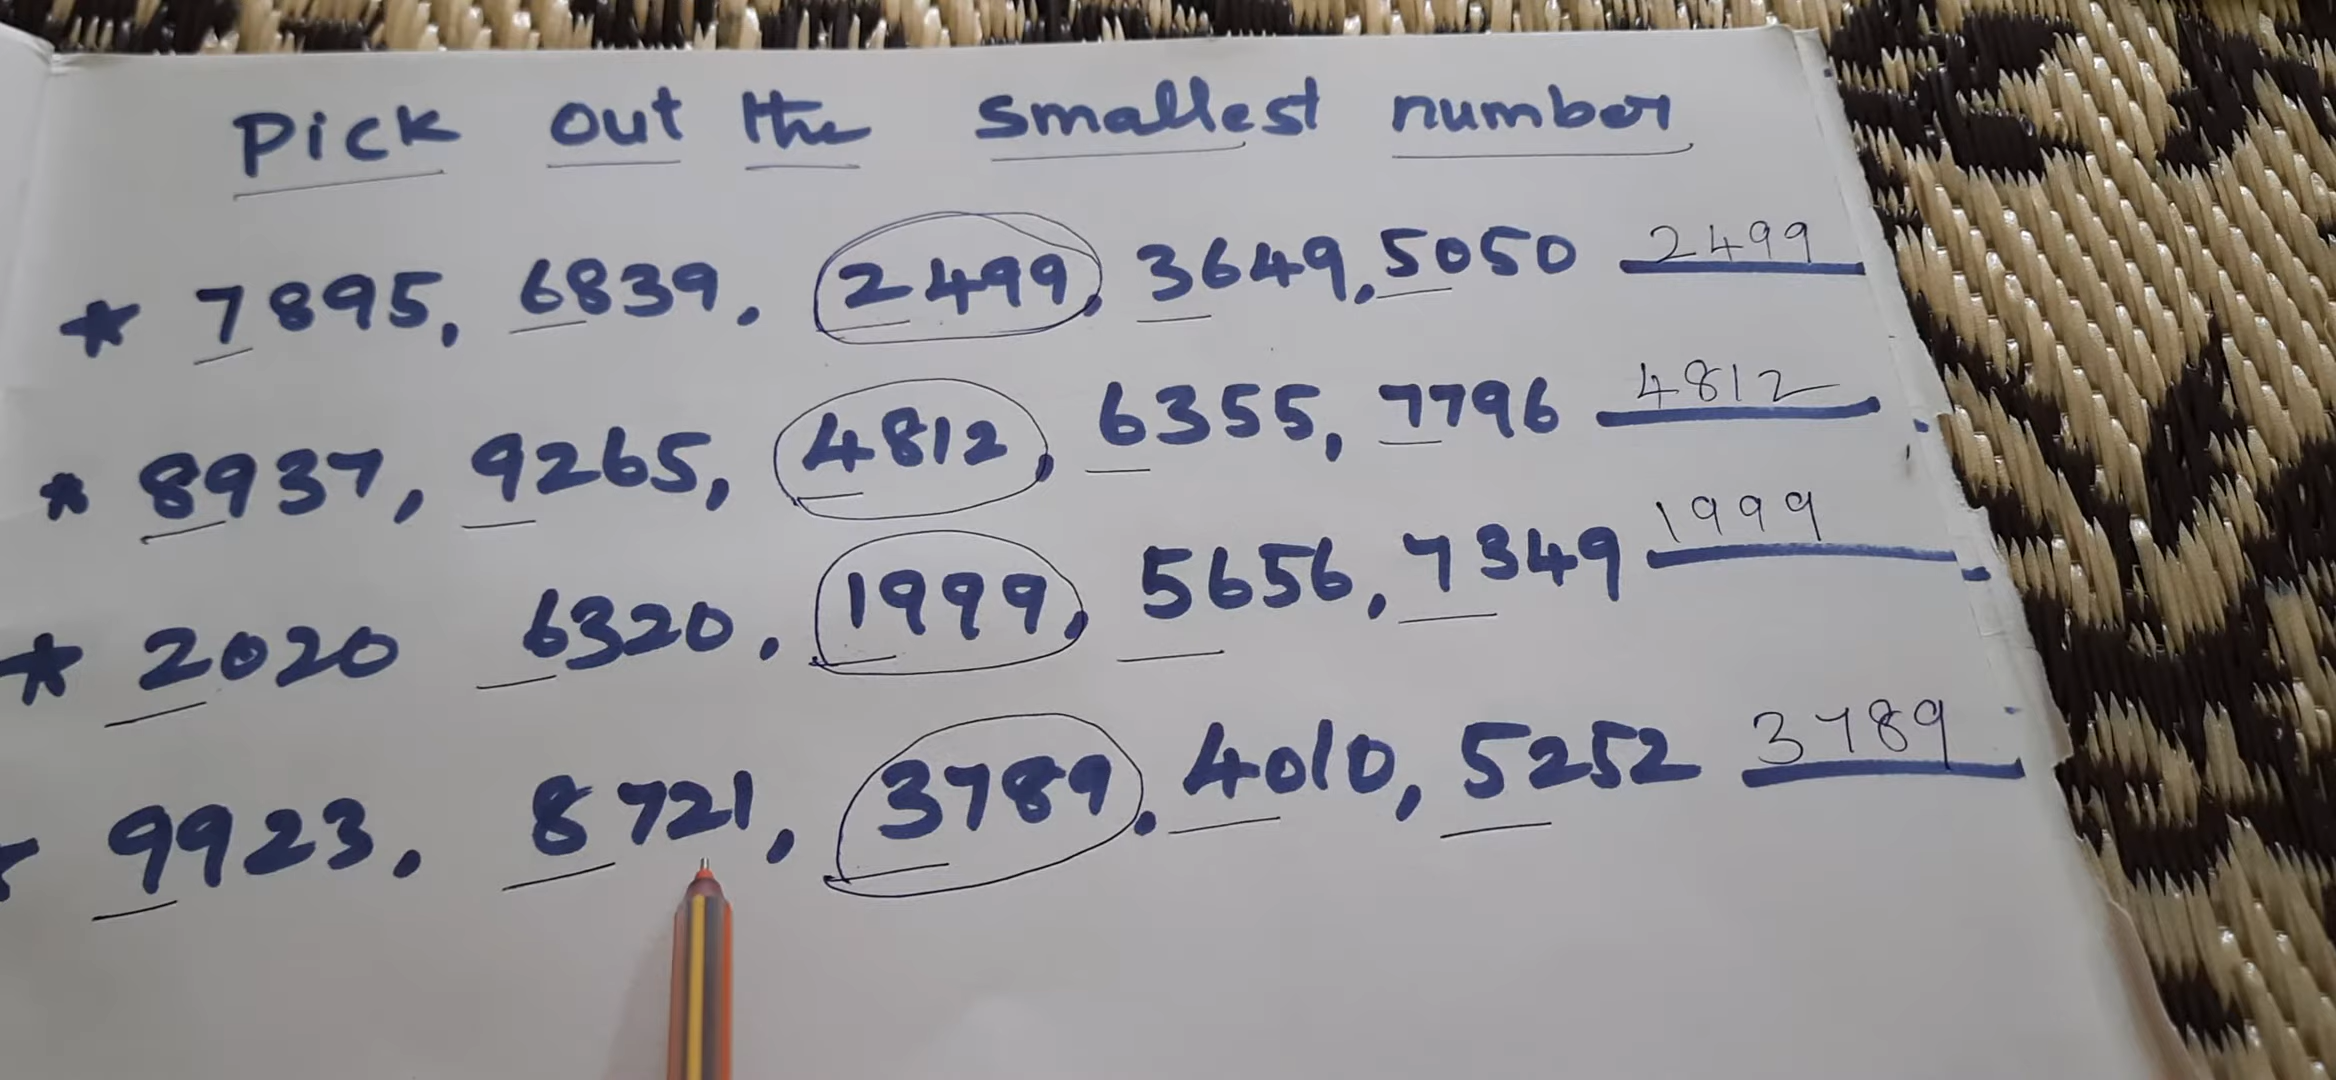 Pick out the smallest number
* 7895, 6839, 2499, 3649, 5050 2499
* 8937, 9265, 4812, 6355, 7796 4812
* 2020 6320, 1999, 5656, 7349 1999
* 9923, 8721, 3789, 4010, 5252 3789